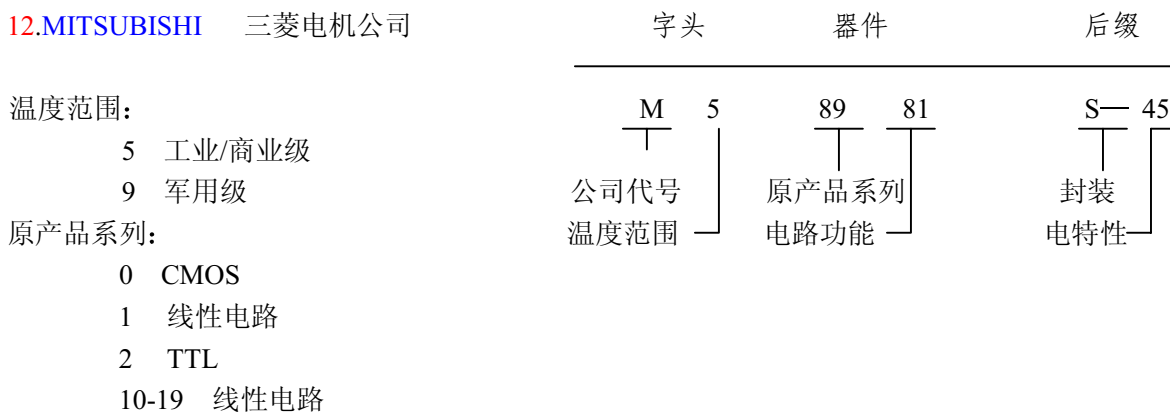 12.MITSUBISHI 三菱电机公司 字头 器件 后缀
温度范围： M 5 89 81 S— 45
5 工业/商业级
9 军用级 公司代号 原产品系列 封装
原产品系列： 温度范围 电路功能 电特性
0 CMOS
1 线性电路
2 TTL
10-19 线性电路